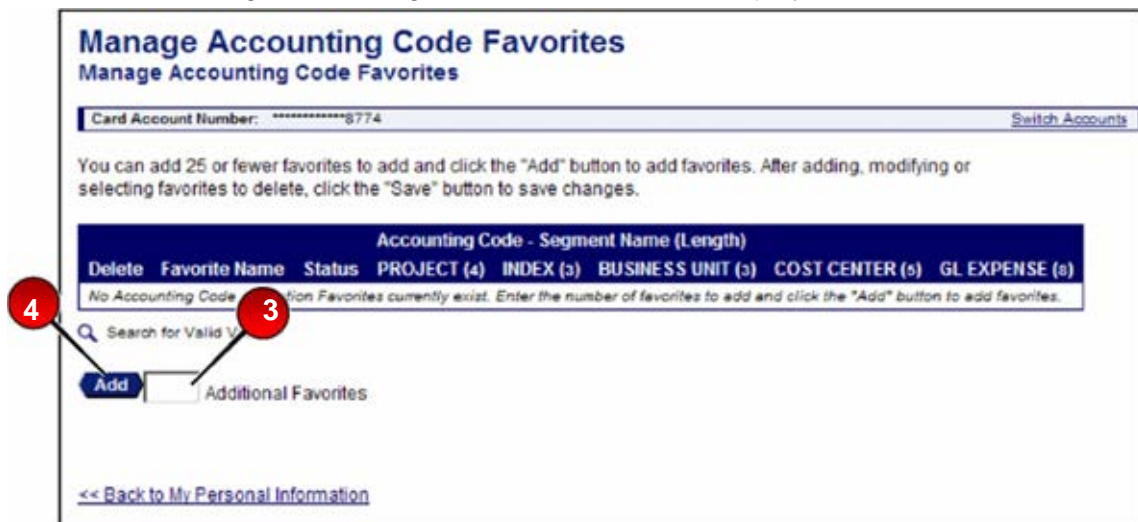 Manage Accounting Code Favorites
Manage Accounting Code Favorites
Card Account Number: ************8774 Switch Accounts
You can add 25 or fewer favorites to add and click the "Add" button to add favorites. After adding, modifying or
selecting favorites to delete, click the "Save" button to save changes.
Accounting Code - Segment Name (Length)
Delete Favorite Name Status PROJECT (4) INDEX (3) BUSINESS UNIT (3) COST CENTER (5) GL EXPENSE (8)
No Accounting Code Favorites currently exist. Enter the number of favorites to add and click the "Add" button to add favorites.
4 3
Search for Valid
Add Additional Favorites
<< Back to My Personal Information